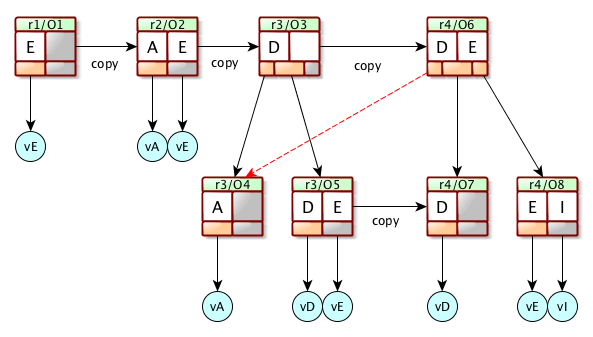 r1/O1 r2/O2 r3/O3 r4/O6
E A E D D E
copy copy copy
vE vA vE
r3/O4 r3/O5 r4/O7 r4/O8
A D E D E I
copy
vA vD vE vD vE vI